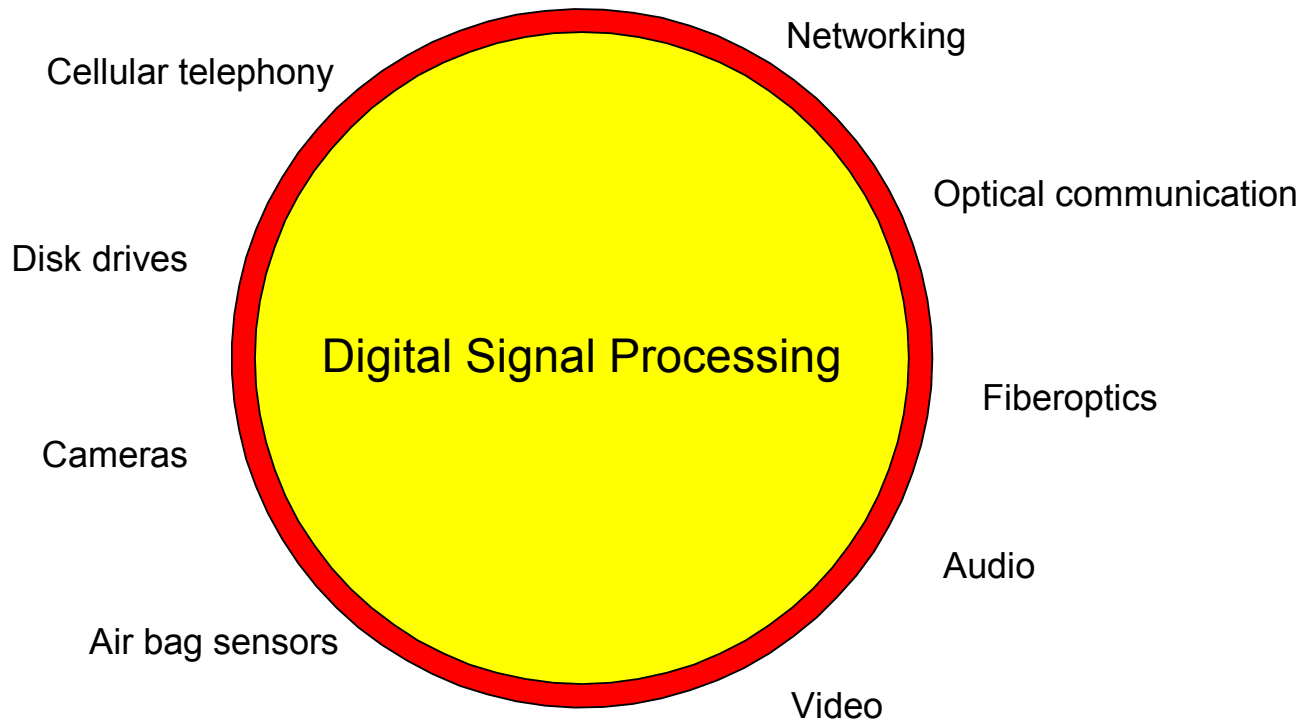 Networking
Cellular telephony
Optical communication
Disk drives
Digital Signal Processing
Fiberoptics
Cameras
Audio
Air bag sensors
Video